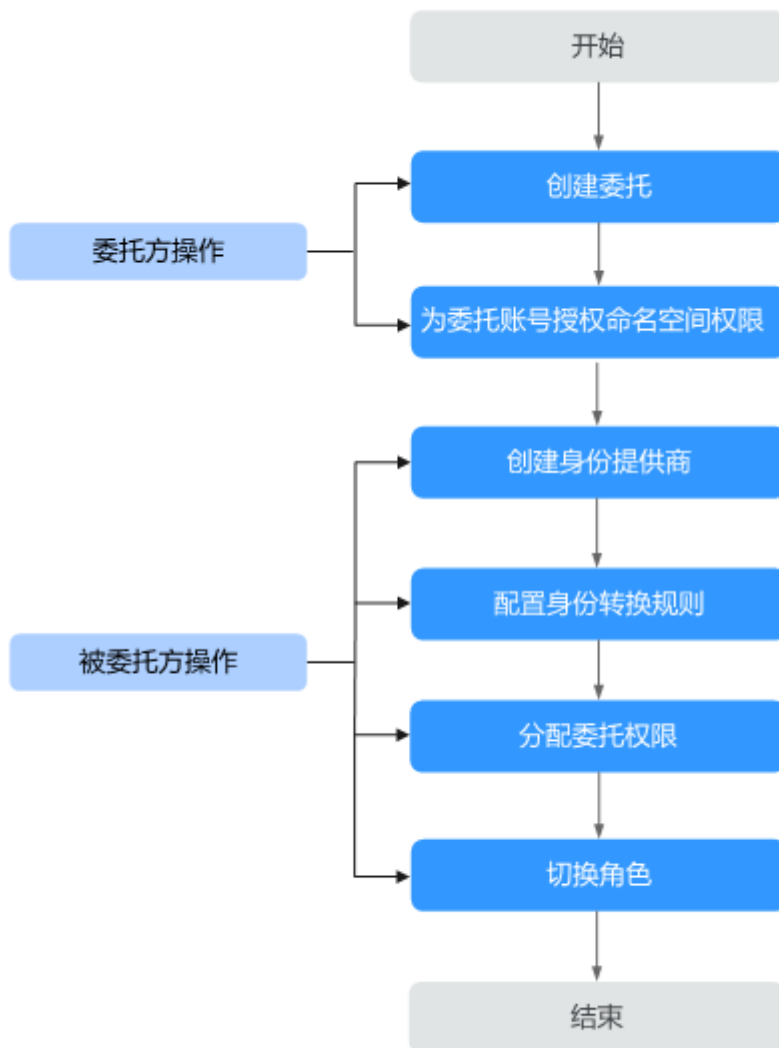 开始
创建委托
委托方操作
为委托账号授权命名空间权限
创建身份提供商
配置身份转换规则
被委托方操作
分配委托权限
切换角色
结束